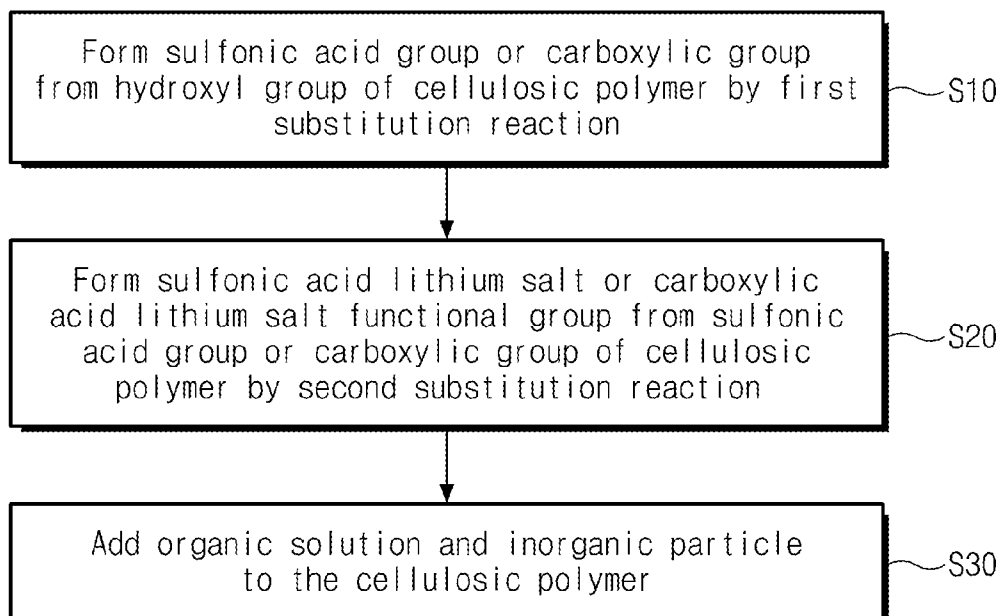 Form sulfonic acid group or carboxylic group
from hydroxyl group of cellulosic polymer by first
substitution reaction
S10
Form sulfonic acid lithium salt or carboxylic
acid lithium salt functional group from sulfonic
acid group or carboxylic group of cellulosic
polymer by second substitution reaction
S20
Add organic solution and inorganic particle
to the cellulosic polymer
S30